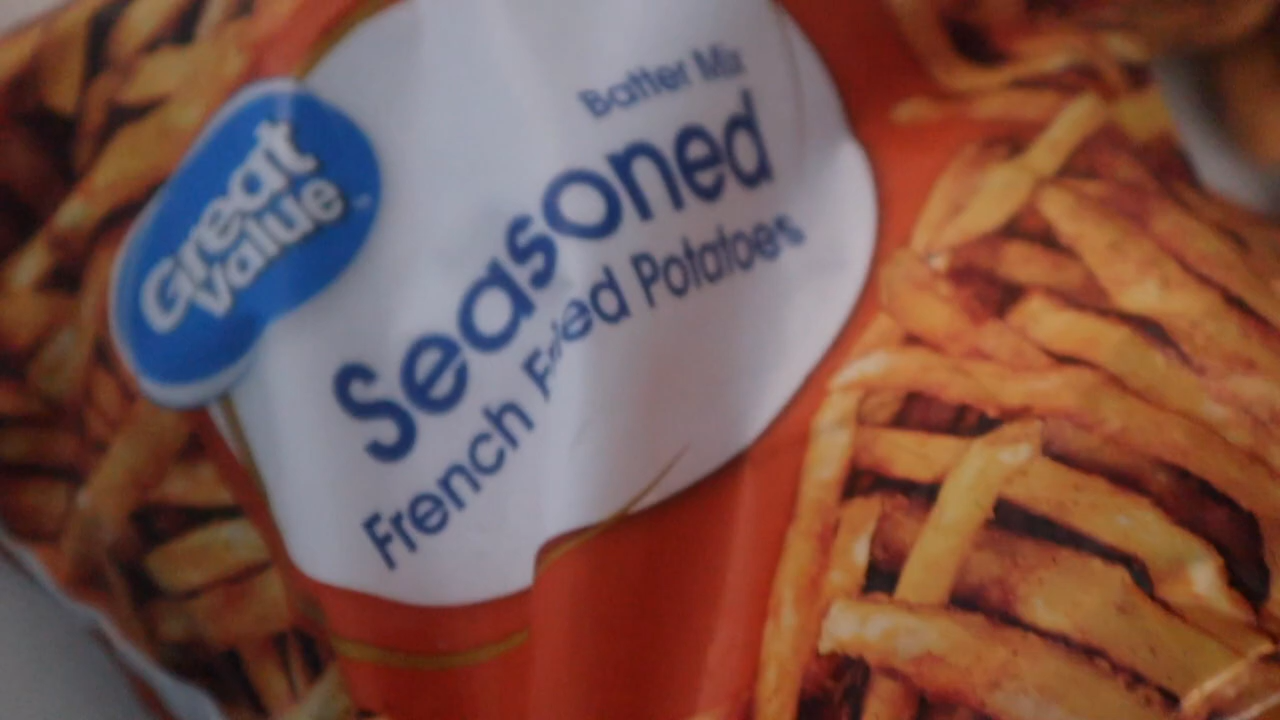 Great
Value
Batter Mix
Seasoned
French Fried Potatoes